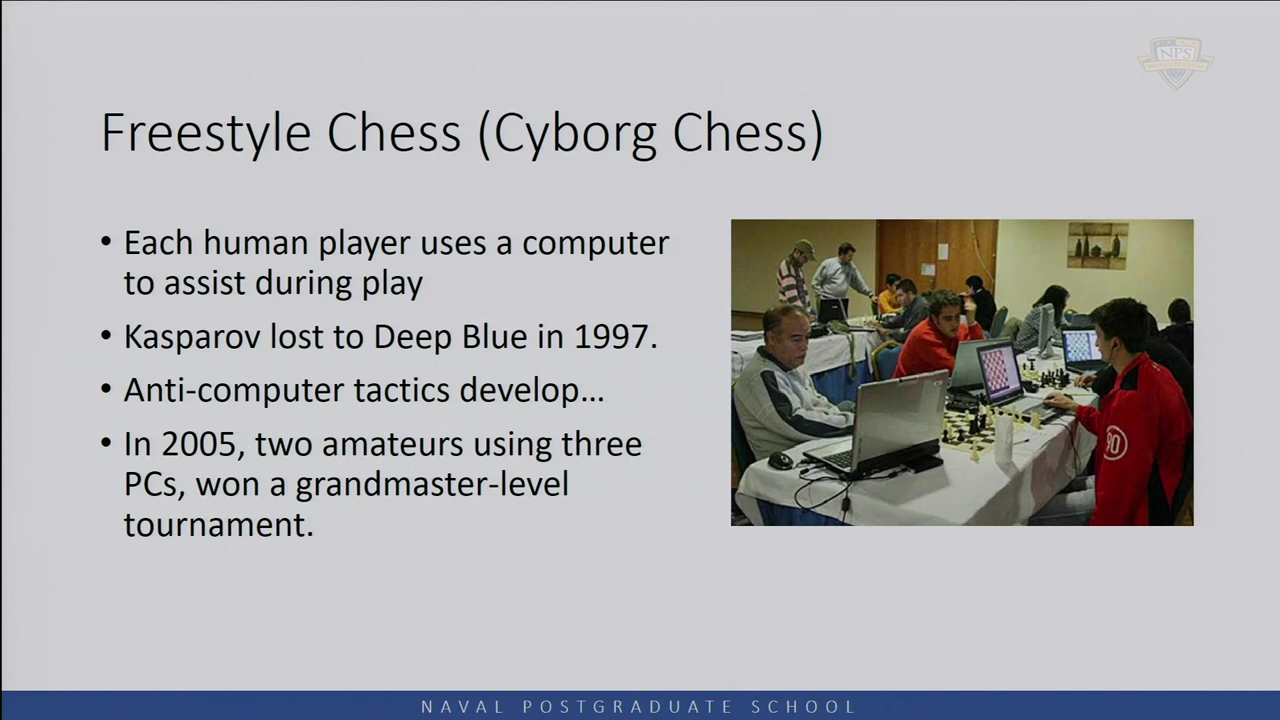 NPS
Freestyle Chess (Cyborg Chess)
• Each human player uses a computer
to assist during play
• Kasparov lost to Deep Blue in 1997.
• Anti-computer tactics develop…
• In 2005, two amateurs using three
PCs, won a grandmaster-level
tournament.
90
NAVAL POSTGRADUATE SCHOOL